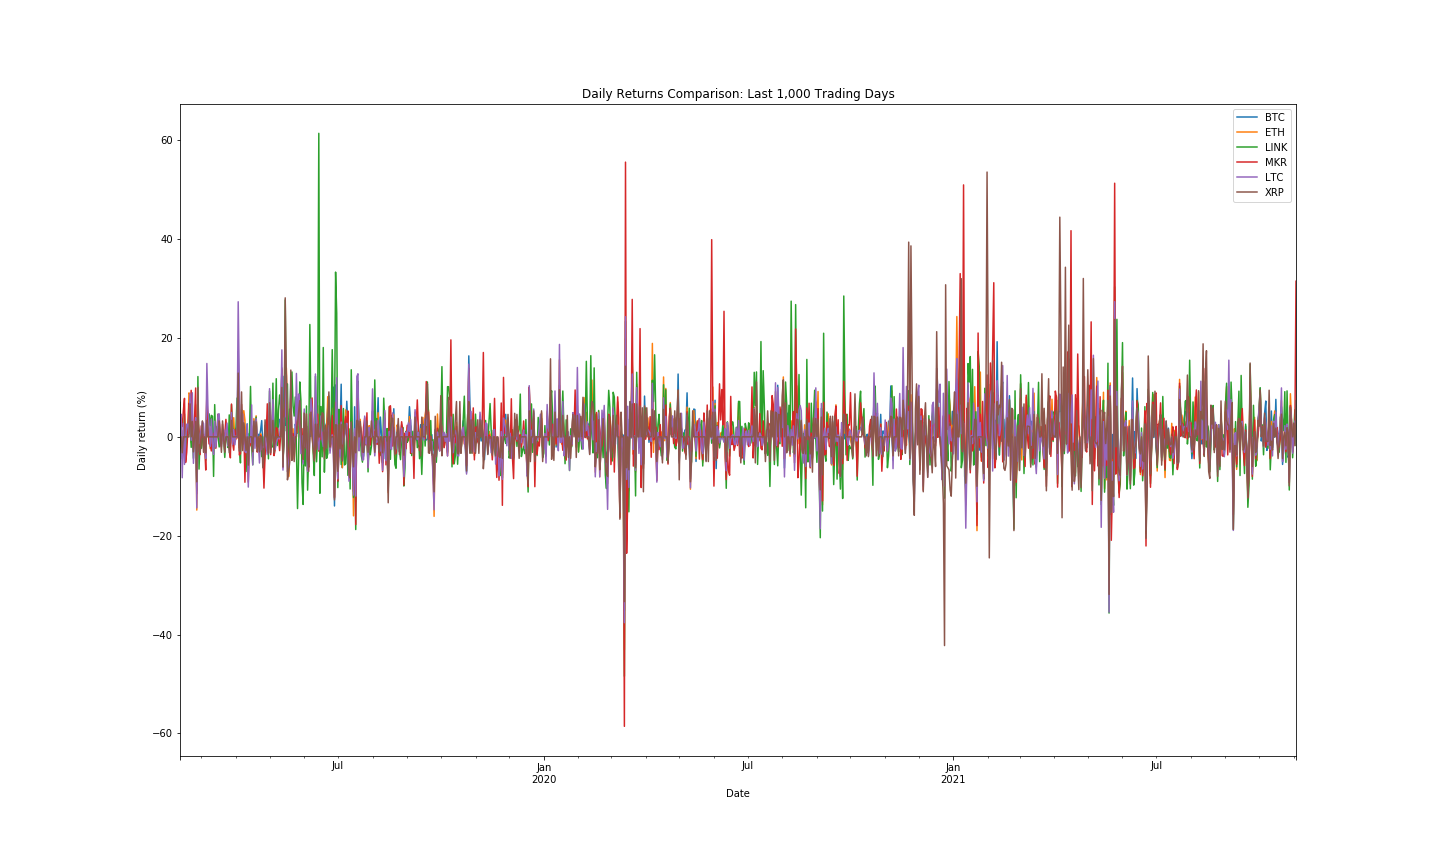 Daily Returns Comparison: Last 1,000 Trading Days
BTC
ETH
LINK
MKR
LTC
XRP
60
40
20
0
−20
−40
−60
Daily return (%)
Jul
Jan
2020
Jul
Jan
2021
Jul
Date